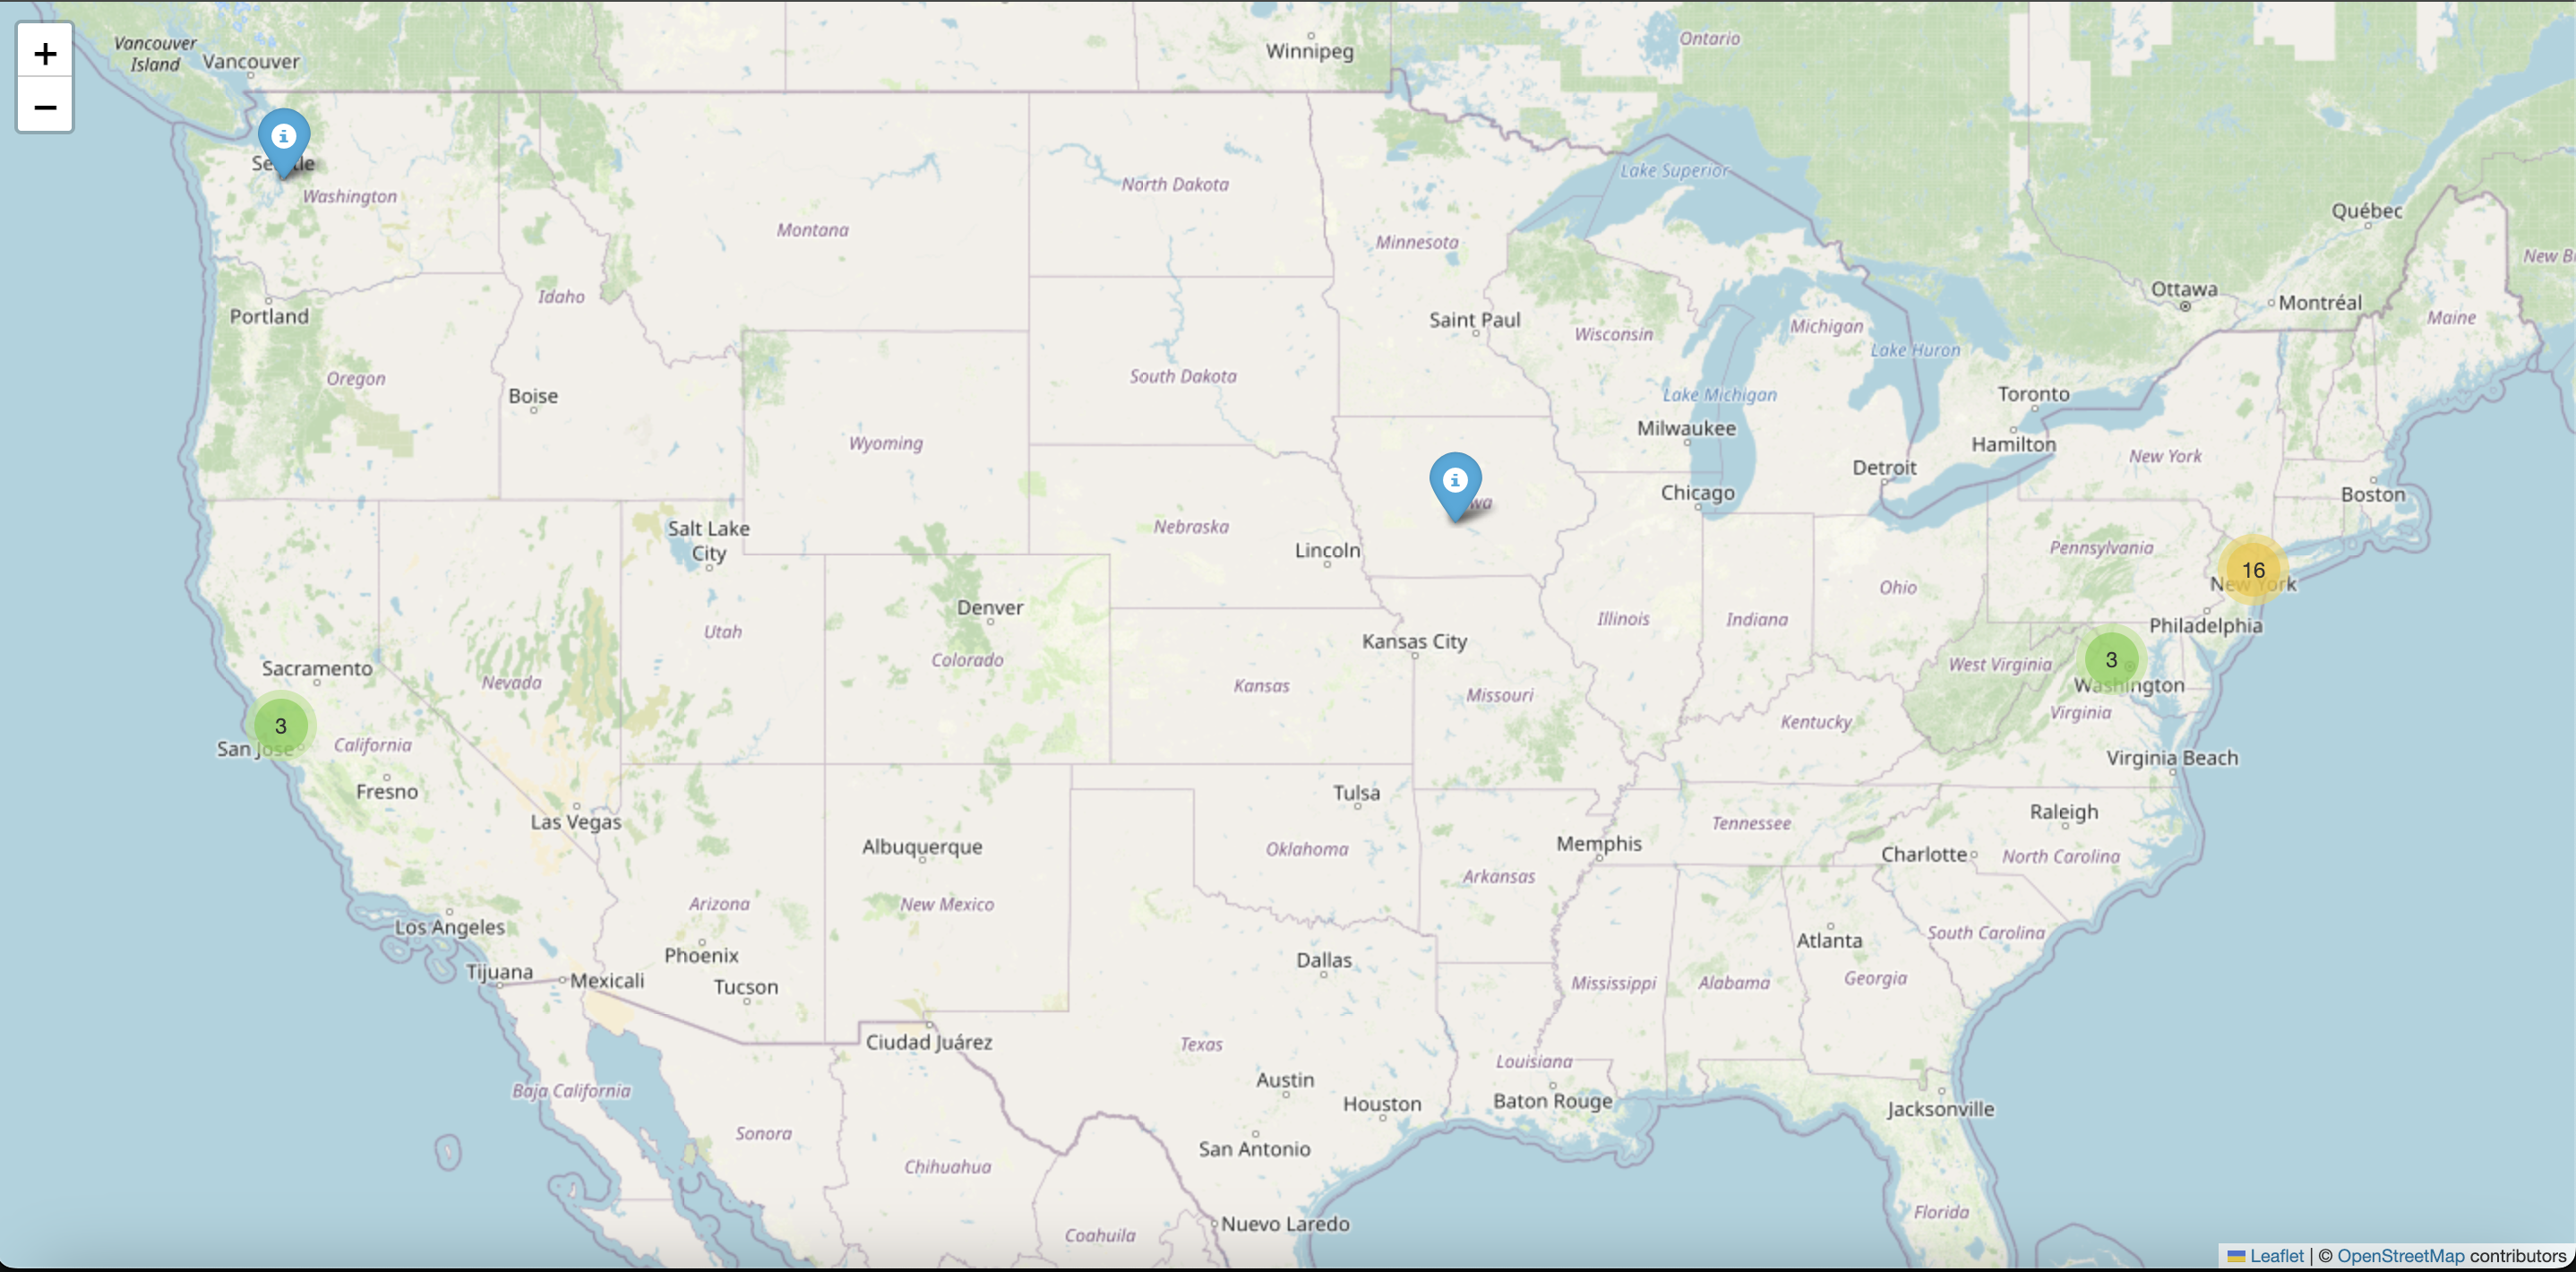 +
−
Vancouver
Island
Vancouver
Winnipeg
Ontario
Washington
Montana
North Dakota
Minnesota
Lake Superior
Québec
New B
Ottawa
Montréal
Maine
Portland
Idaho
Saint Paul
Wisconsin
Michigan
Lake Huron
Oregon
Boise
South Dakota
Lake Michigan
Toronto
Wyoming
Milwaukee
Hamilton
New York
Detroit
Chicago
Boston
Salt Lake
City
Nebraska
Lincoln
Pennsylvania
16
New York
Ohio
Denver
Illinois
Indiana
Philadelphia
Utah
Kansas City
Sacramento
Colorado
West Virginia
3
Washington
Nevada
Kansas
Missouri
Virginia
Kentucky
3
San Jose
California
Virginia Beach
Fresno
Tulsa
Las Vegas
Raleigh
Tennessee
Albuquerque
Oklahoma
Memphis
Charlotte
North Carolina
Arkansas
Arizona
New Mexico
Los Angeles
South Carolina
Atlanta
Phoenix
Dallas
Tijuana
Mexicali
Tucson
Mississippi
Alabama
Georgia
Ciudad Juárez
Texas
Louisiana
Baja California
Austin
Houston
Baton Rouge
Jacksonville
Sonora
San Antonio
Chihuahua
Florida
Nuevo Laredo
Coahuila
Leaflet | © OpenStreetMap contributors